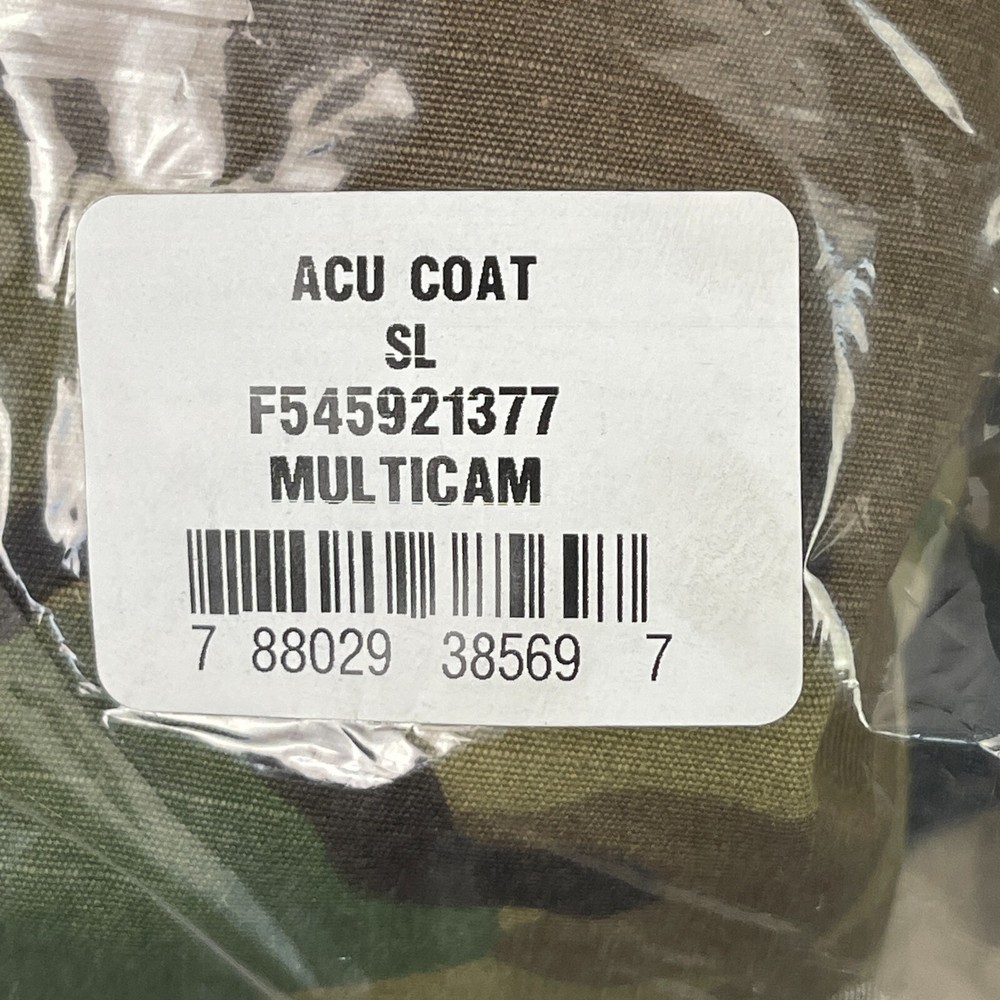 ACU COAT
SL
F545921377
MULTICAM
7 88029 38569 7